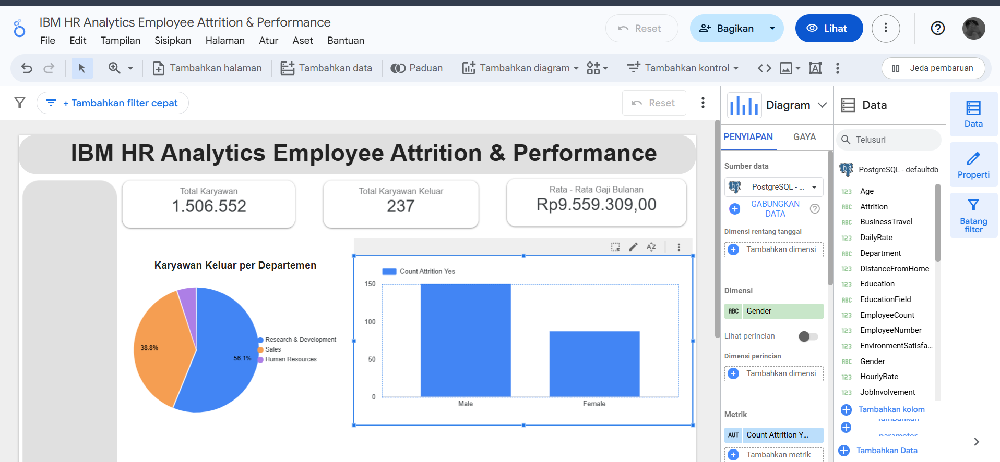 IBM HR Analytics Employee Attrition & Performance
File Edit Tampilan Sisipkan Halaman Atur Aset Bantuan
Reset
Bagikan
Lihat
Tambahkan halaman
Tambahkan data
Paduan
Tambahkan diagram
Tambahkan kontrol
Jeda pembaruan
+ Tambahkan filter cepat
Reset
IBM HR Analytics Employee Attrition & Performance
Total Karyawan
1.506.552
Total Karyawan Keluar
237
Rata - Rata Gaji Bulanan
Rp9.559.309,00
Karyawan Keluar per Departemen
38.8%
56.1%
Research & Development
Sales
Human Resources
Count Attrition Yes
150
100
50
0
Male
Female
Diagram
PENYIAPAN
GAYA
Sumber data
PostgreSQL - ...
GABUNGKAN
DATA
Dimensi rentang tanggal
Tambahkan dimensi
Dimensi
ABC Gender
Lihat perincian
Dimensi perincian
Tambahkan dimensi
Metrik
AUT Count Attrition Y...
Tambahkan metrik
Data
Telusuri
PostgreSQL - defaultdb
123 Age
ABC Attrition
ABC BusinessTravel
123 DailyRate
ABC Department
123 DistanceFromHome
123 Education
ABC EducationField
123 EmployeeCount
123 EmployeeNumber
123 EnvironmentSatisfa...
ABC Gender
123 HourlyRate
123 JobInvolvement
Tambahkan kolom
Tambahkan
parameter
Tambahkan Data
Data
Properti
Batang
filter